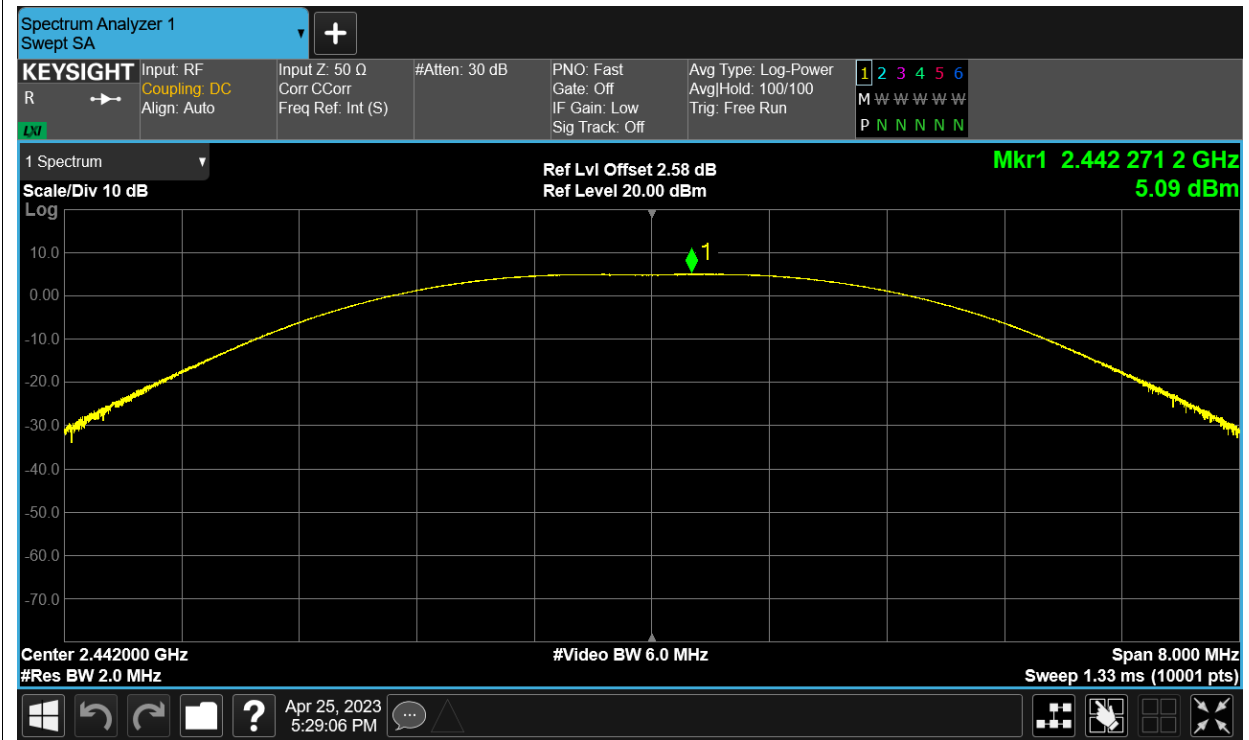 Spectrum Analyzer 1
Swept SA
KEYSIGHT
R
LXI
Input: RF
Coupling: DC
Align: Auto
Input Z: 50 Ω
Corr CCorr
Freq Ref: Int (S)
#Atten: 30 dB
PNO: Fast
Gate: Off
IF Gain: Low
Sig Track: Off
Avg Type: Log-Power
Avg|Hold: 100/100
Trig: Free Run
1 2 3 4 5 6
M W W W W W
P N N N N N
1 Spectrum
Scale/Div 10 dB
Ref Lvl Offset 2.58 dB
Ref Level 20.00 dBm
Mkr1 2.442 271 2 GHz
5.09 dBm
Log
10.0
0.00
-10.0
-20.0
-30.0
-40.0
-50.0
-60.0
-70.0
1
Center 2.442000 GHz
#Res BW 2.0 MHz
#Video BW 6.0 MHz
Span 8.000 MHz
Sweep 1.33 ms (10001 pts)
?
Apr 25, 2023
5:29:06 PM